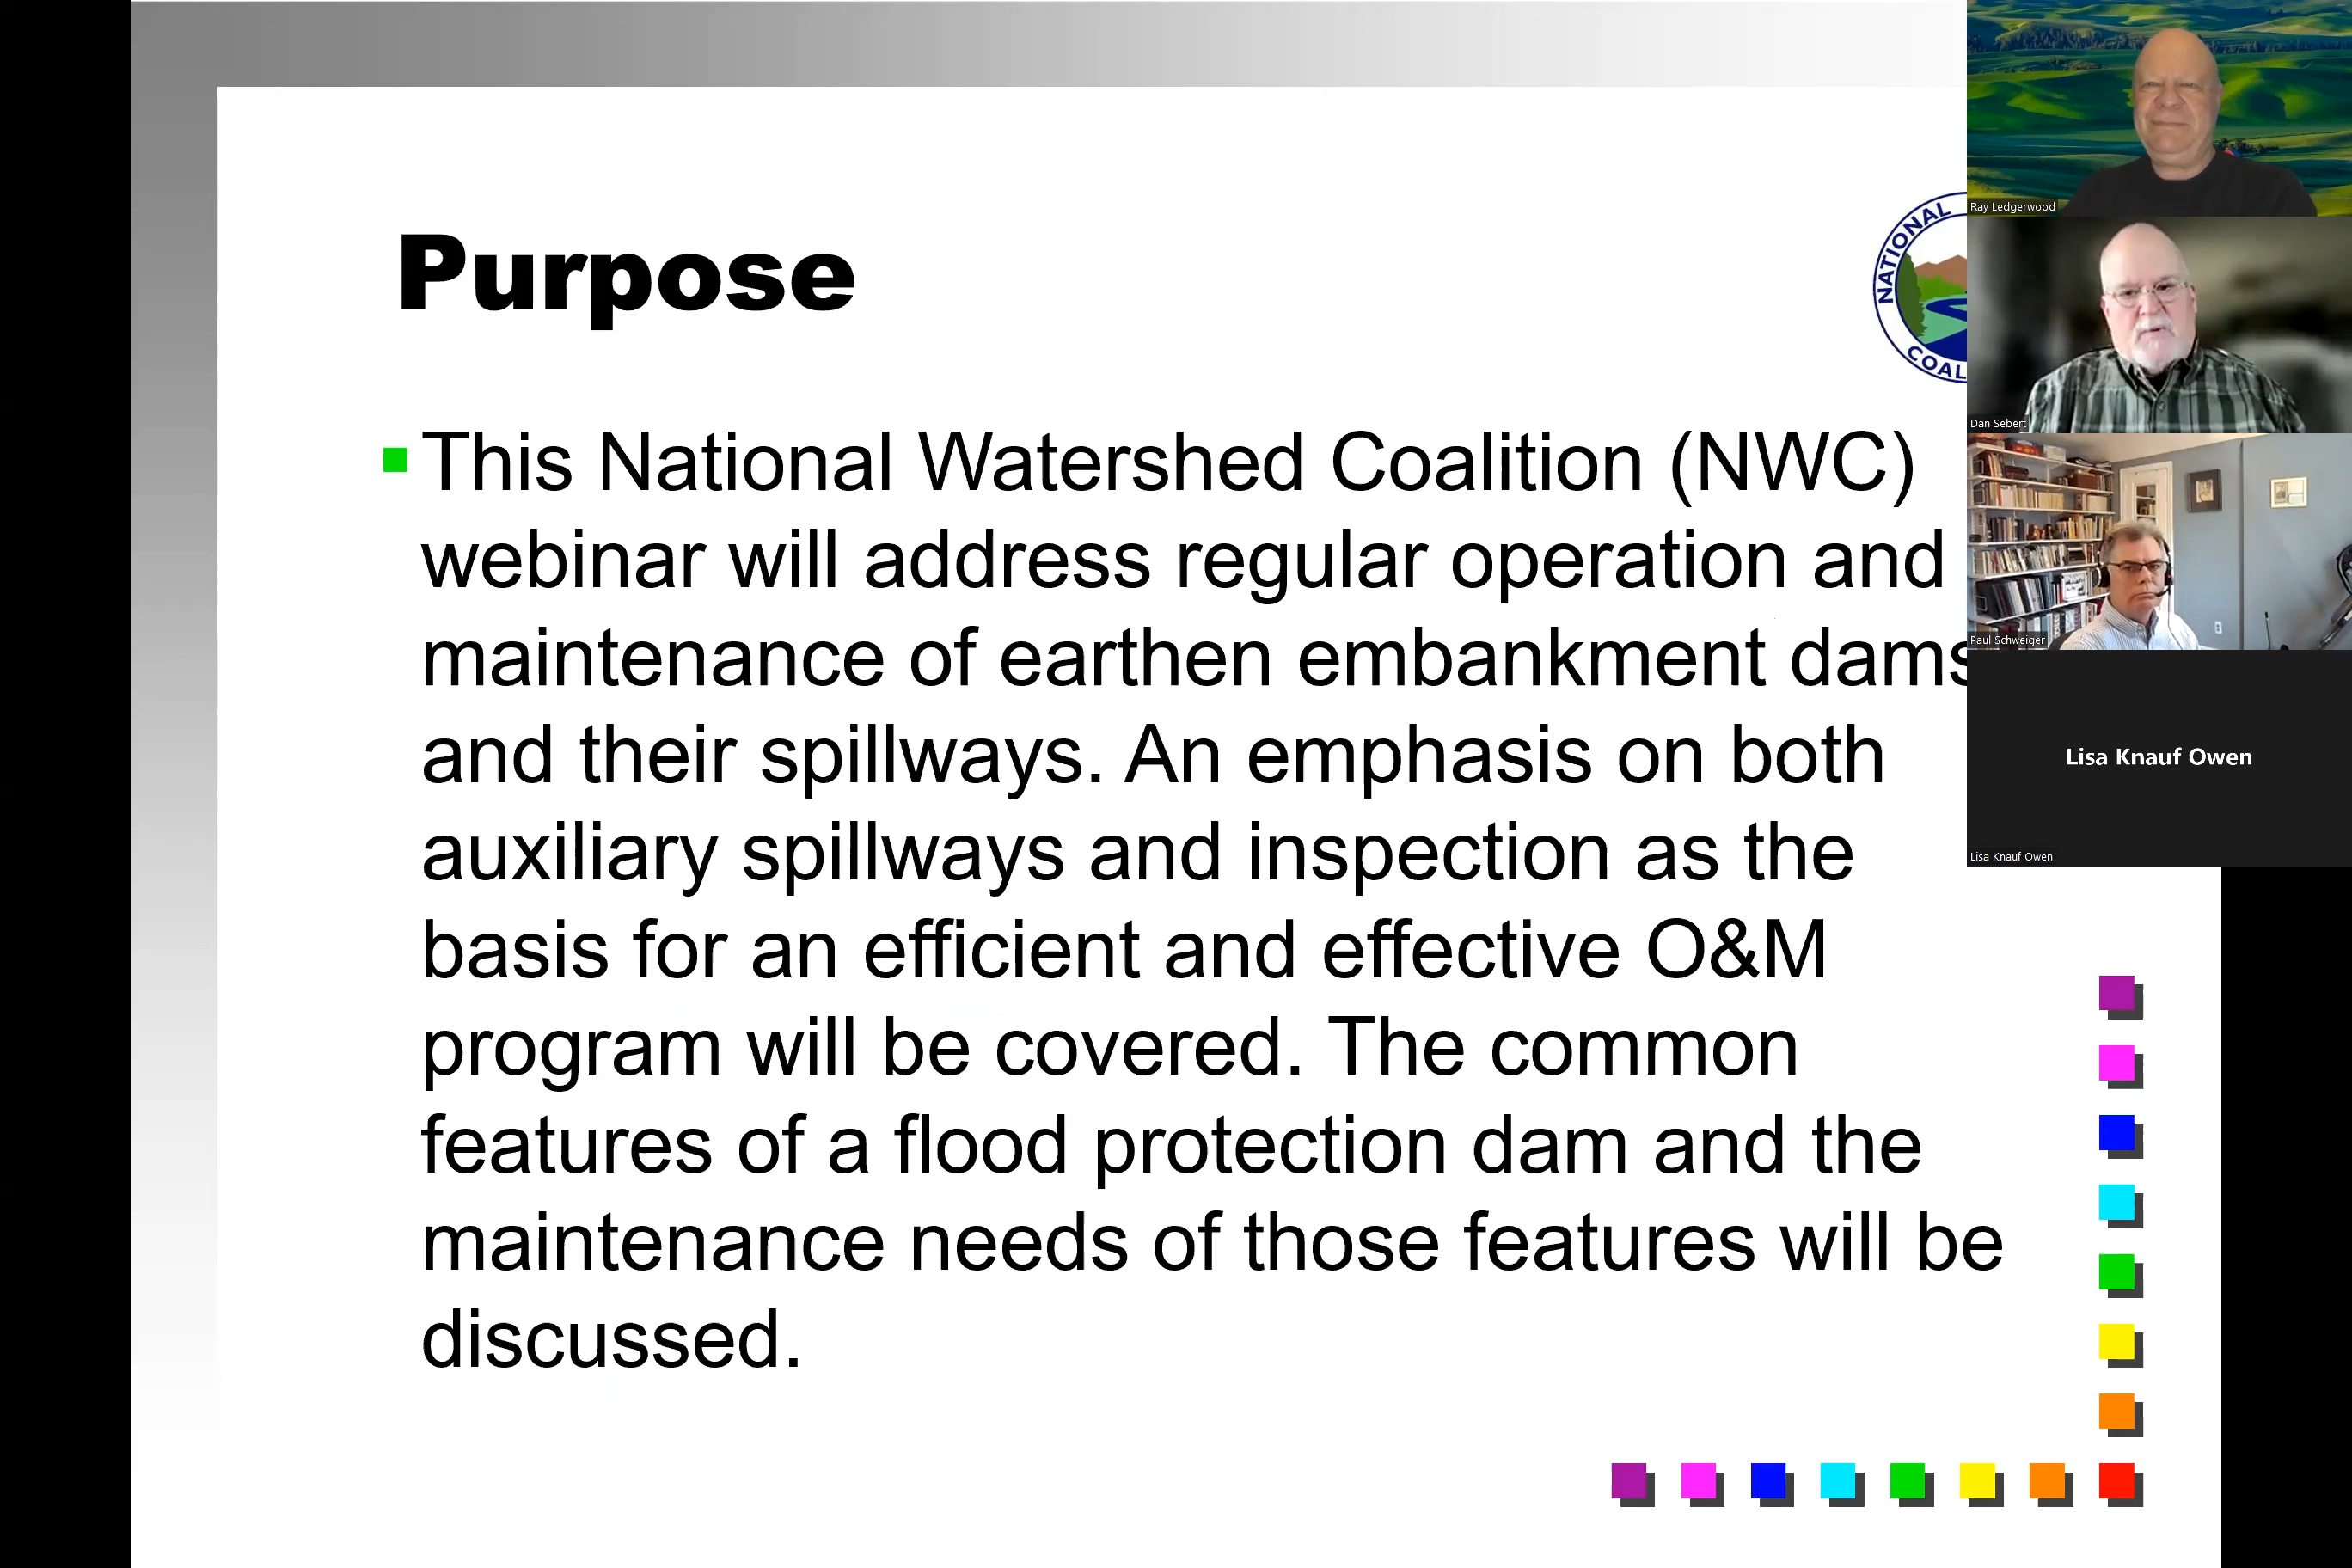 Purpose
NATIONAL
This National Watershed Coalition (NWC)
webinar will address regular operation and
maintenance of earthen embankment dams
and their spillways. An emphasis on both
auxiliary spillways and inspection as the
basis for an efficient and effective O&M
program will be covered. The common
features of a flood protection dam and the
maintenance needs of those features will be
discussed.
Ray Ledgerwood
Dan Sebert
Paul Schweiger
Lisa Knauf Owen
Lisa Knauf Owen